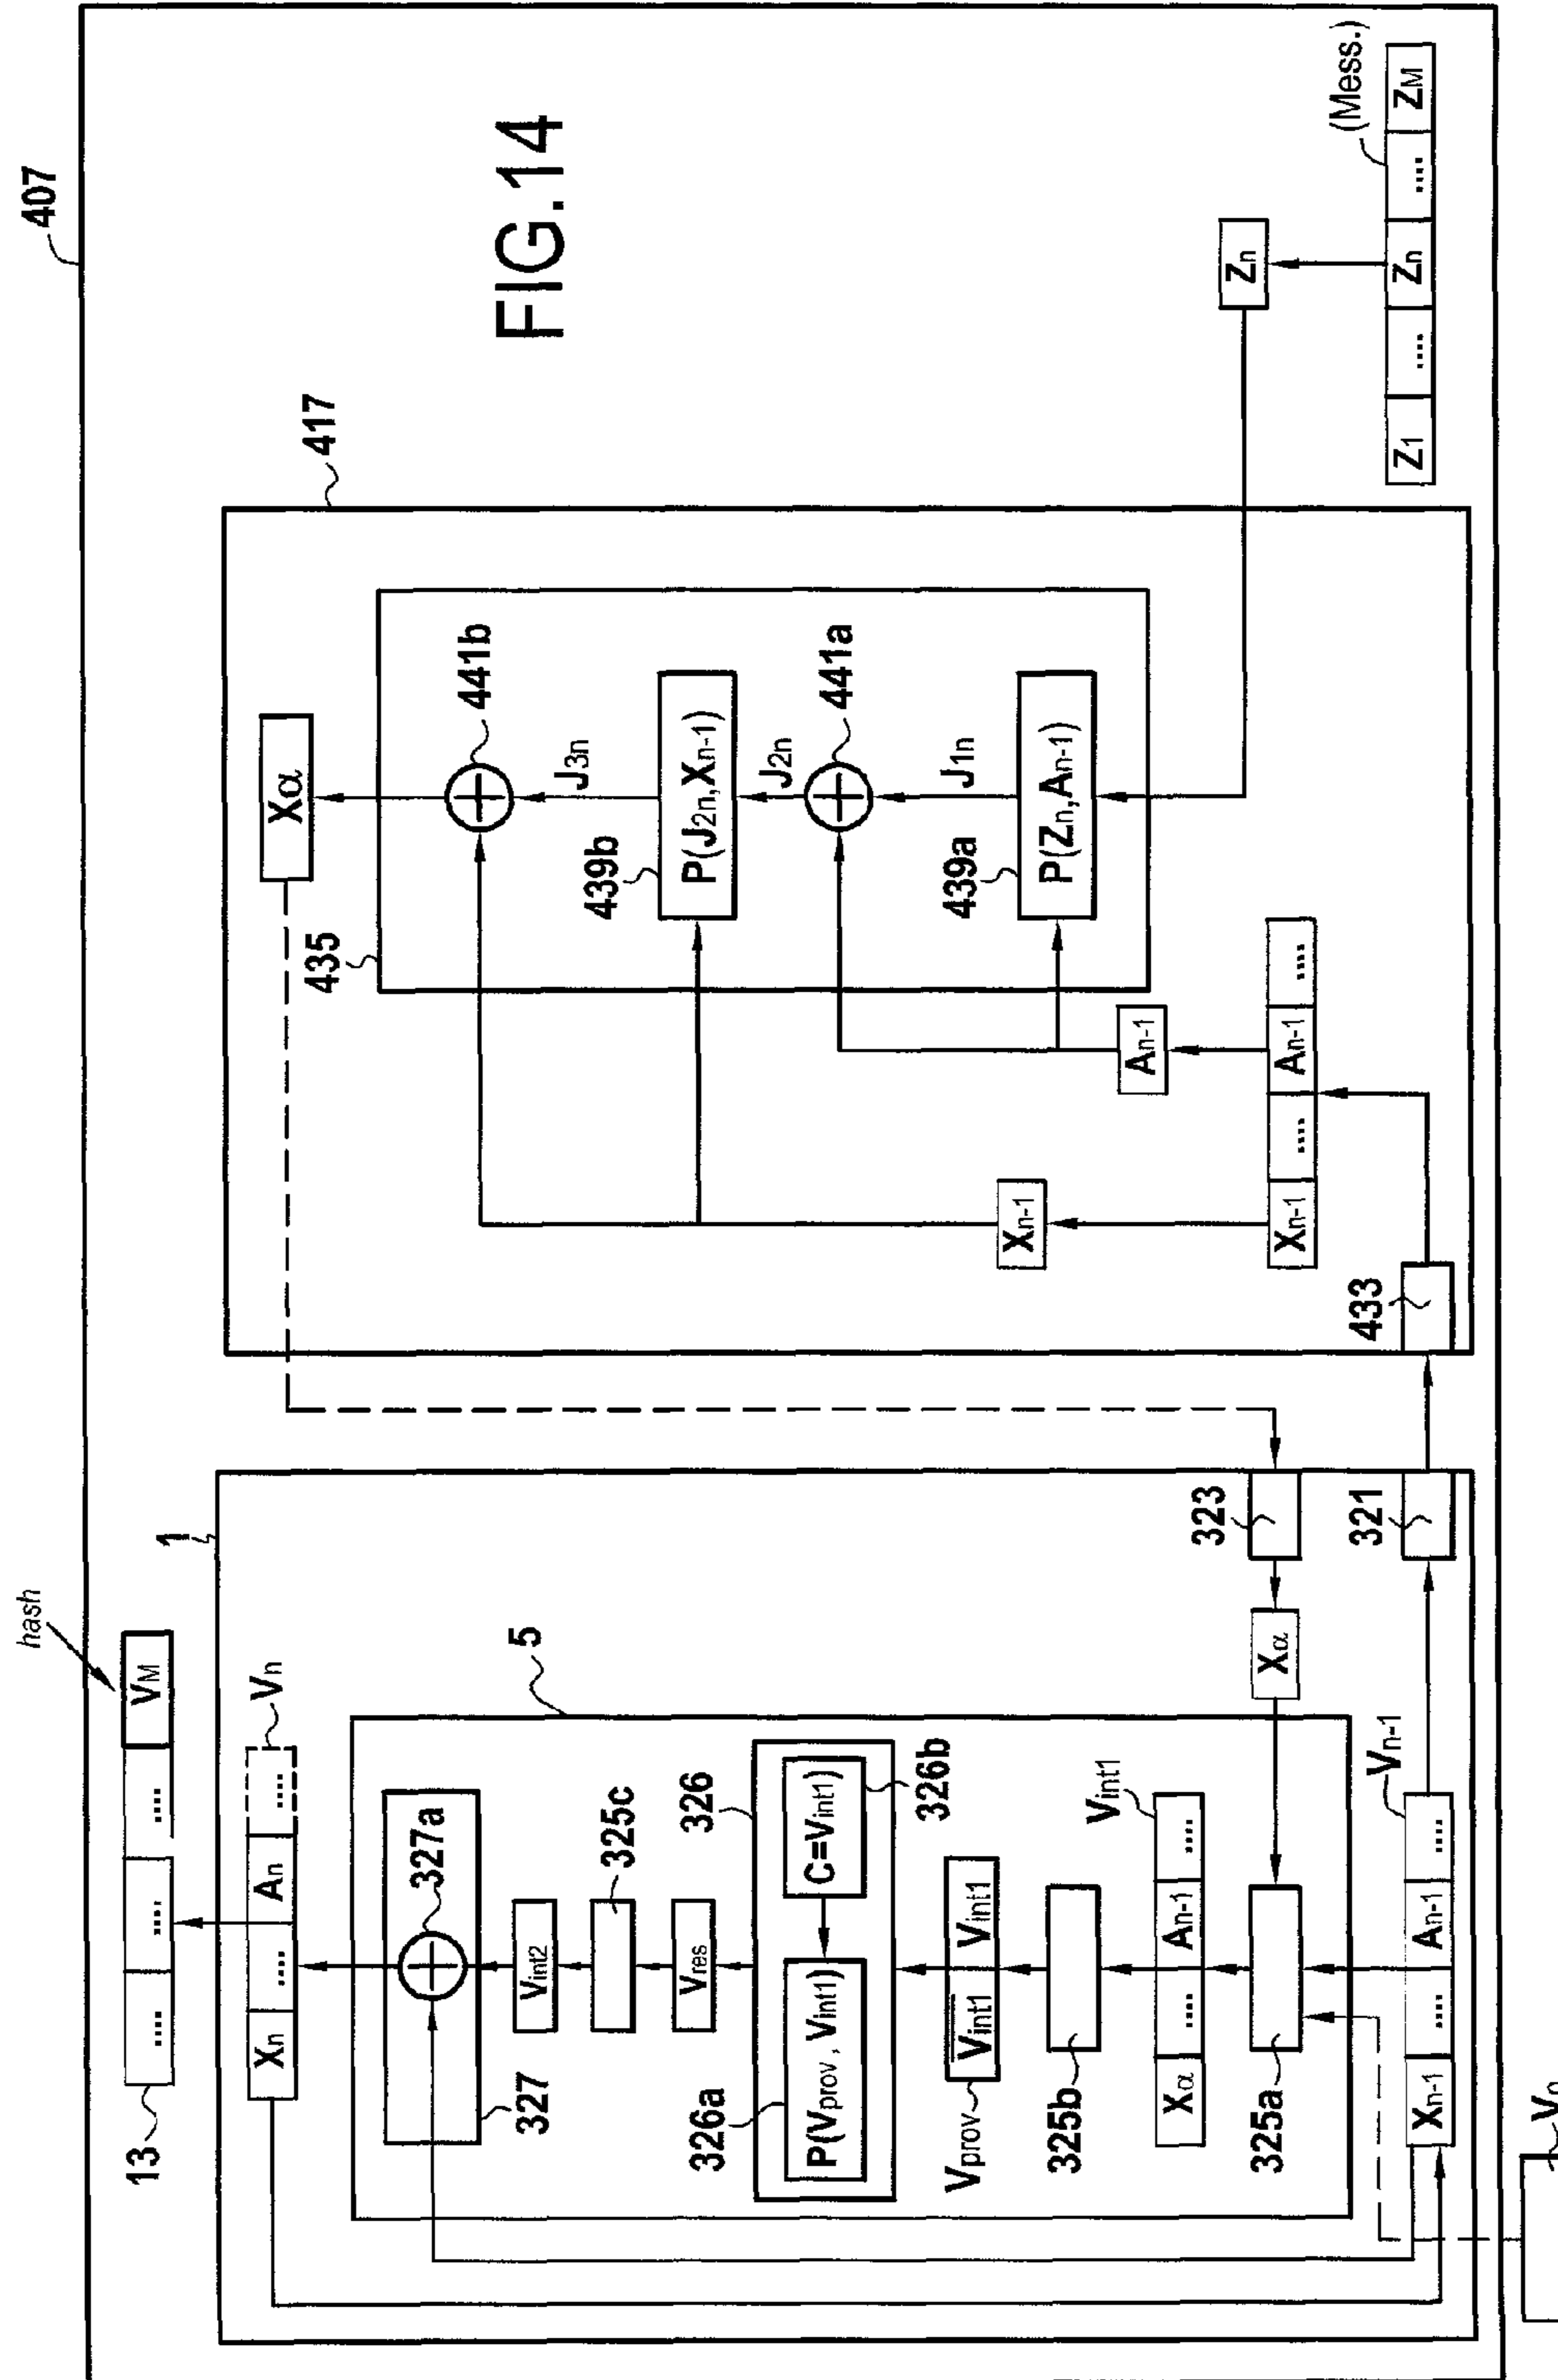 407
FIG.14
hash
13
....
....
....
VM
Xn
....
An
....
Vn
1
5
327
327a
Vint2
325c
Vres
326
326a
P(Vprov, Vint1)
C=Vint1)
326b
Vprov
Vint1
Vint1
325b
Vint1
Xα
....
An-1
....
325a
Xα
323
321
Xn-1
....
An-1
....
Vn-1
417
Xα
435
441b
J3n
439b
P(J2n,Xn-1)
J2n
441a
J1n
439a
P(Zn,An-1)
Xn-1
An-1
Xn-1
....
An-1
....
433
Zn
(Mess.)
Z1
....
Zn
....
ZM